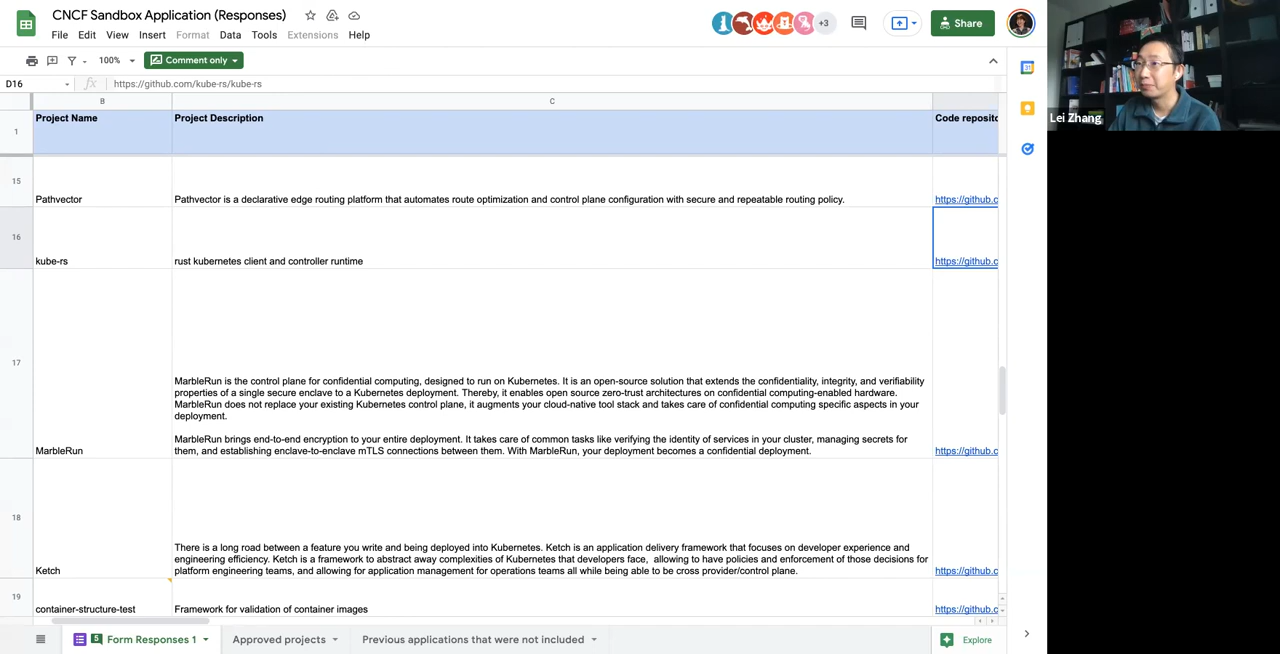 CNCF Sandbox Application (Responses)
File Edit View Insert Format Data Tools Extensions Help
+3
Share
100%
Comment only
D16
fx https://github.com/kube-rs/kube-rs
B
C
1
Project Name
Project Description
Code reposito
15
Pathvector
Pathvector is a declarative edge routing platform that automates route optimization and control plane configuration with secure and repeatable routing policy.
https://github.c
16
kube-rs
rust kubernetes client and controller runtime
https://github.c
17
MarbleRun
MarbleRun is the control plane for confidential computing, designed to run on Kubernetes. It is an open-source solution that extends the confidentiality, integrity, and verifiability
properties of a single secure enclave to a Kubernetes deployment. Thereby, it enables open source zero-trust architectures on confidential computing-enabled hardware.
MarbleRun does not replace your existing Kubernetes control plane, it augments your cloud-native tool stack and takes care of confidential computing specific aspects in your
deployment.
MarbleRun brings end-to-end encryption to your entire deployment. It takes care of common tasks like verifying the identity of services in your cluster, managing secrets for
them, and establishing enclave-to-enclave mTLS connections between them. With MarbleRun, your deployment becomes a confidential deployment.
https://github.c
18
Ketch
There is a long road between a feature you write and being deployed into Kubernetes. Ketch is an application delivery framework that focuses on developer experience and
engineering efficiency. Ketch is a framework to abstract away complexities of Kubernetes that developers face, allowing to have policies and enforcement of those decisions for
platform engineering teams, and allowing for application management for operations teams all while being able to be cross provider/control plane.
https://github.c
19
container-structure-test
Framework for validation of container images
https://github.c
Form Responses 1
Approved projects
Previous applications that were not included
Explore
31
Lei Zhang